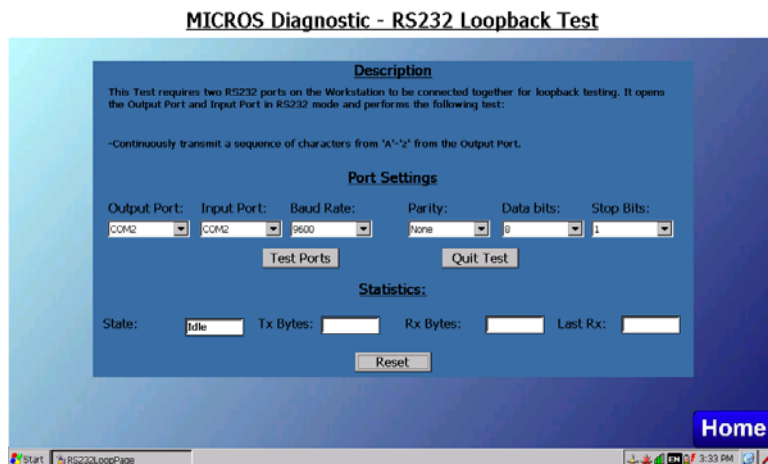 MICROS Diagnostic - RS232 Loopback Test
Description
This Test requires two RS232 ports on the Workstation to be connected together for loopback testing. It opens
the Output Port and Input Port in RS232 mode and performs the following test:
-Continuously transmit a sequence of characters from 'A'-'z' from the Output Port.
Port Settings
Output Port: Input Port: Baud Rate: Parity: Data bits: Stop Bits:
COM2 COM2 9600 None 8 1
Test Ports Quit Test
Statistics:
State: Idle Tx Bytes: Rx Bytes: Last Rx:
Reset
Home
Start RS232LoopPage EN 3:33 PM